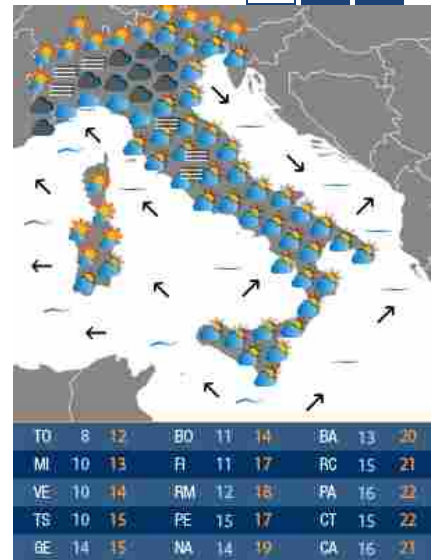 TO 8 12 BO 11 14 BA 13 20
MI 10 13 FI 11 17 RC 15 21
VE 10 14 RM 12 18 PA 16 22
TS 10 15 PE 15 17 CT 15 22
GE 14 15 NA 14 19 CA 16 21